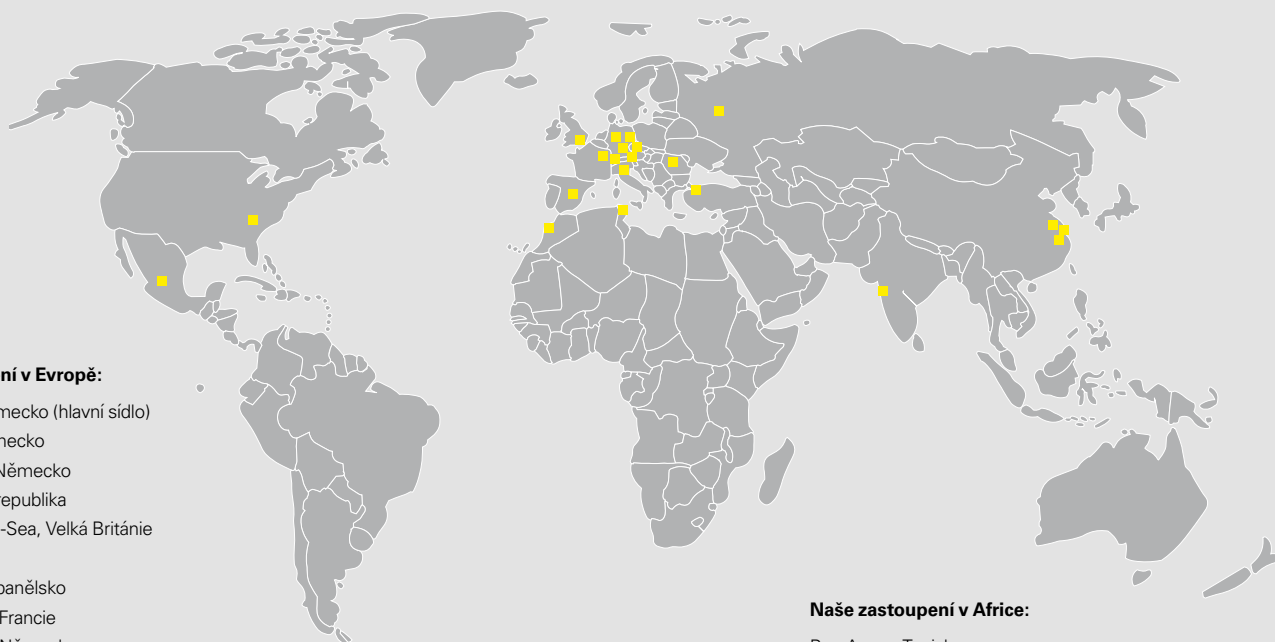 ní v Evropě:
mecko (hlavní sídlo)
necko
Německo
republika
-Sea, Velká Británie
panělsko
Francie
Naše zastoupení v Africe: